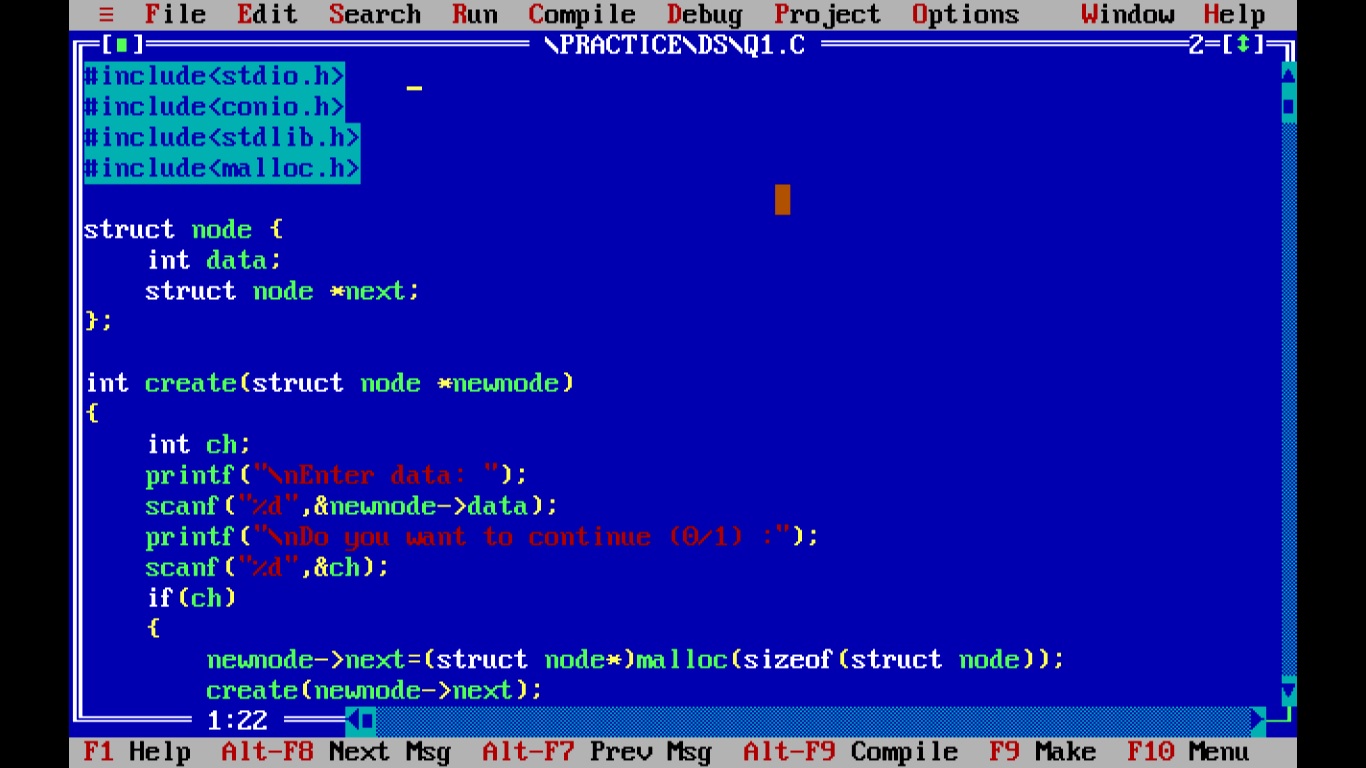 ≡ File Edit Search Run Compile Debug Project Options Window Help
[■] \PRACTICE\DS\Q1.C 2=[↕]
#include<stdio.h>
#include<conio.h>
#include<stdlib.h>
#include<malloc.h>
struct node {
    int data;
    struct node *next;
};
int create(struct node *newnode)
{
    int ch;
    printf("\nEnter data: ");
    scanf("%d",&newnode->data);
    printf("\nDo you want to continue (0/1) :");
    scanf("%d",&ch);
    if(ch)
    {
        newnode->next=(struct node*)malloc(sizeof(struct node));
        create(newnode->next);
1:22
F1 Help Alt-F8 Next Msg Alt-F7 Prev Msg Alt-F9 Compile F9 Make F10 Menu